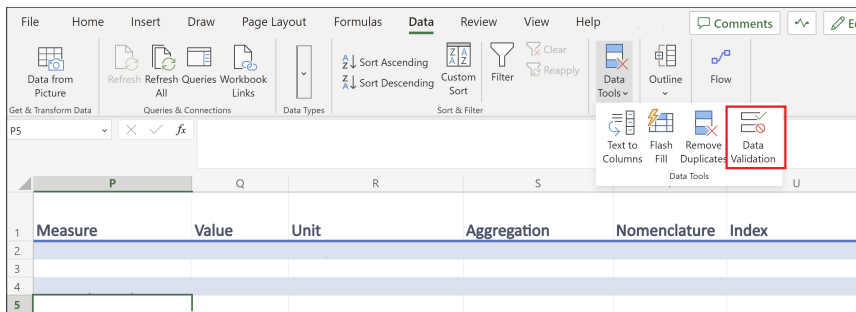 File Home Insert Draw Page Layout Formulas Data Review View Help Comments
Data from
Picture
Get & Transform Data
Refresh
Refresh
All
Queries
Workbook
Links
Queries & Connections
Data Types
Sort Ascending
Sort Descending
Custom
Sort
Filter
Clear
Reapply
Sort & Filter
Data
Tools
Outline
Flow
Text to
Columns
Flash
Fill
Remove
Duplicates
Data
Validation
Data Tools
P5 fx
P Q R S U
1 Measure Value Unit Aggregation Nomenclature Index
2
3
4
5